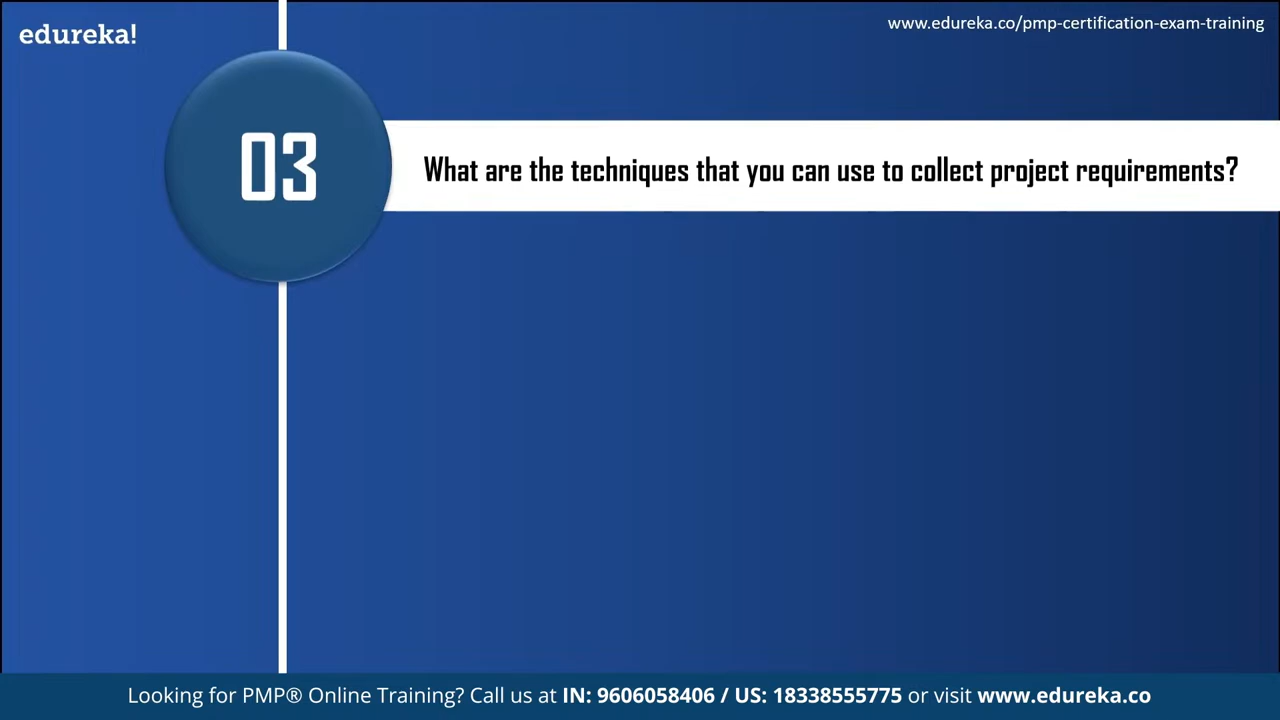 edureka!
www.edureka.co/pmp-certification-exam-training
03
What are the techniques that you can use to collect project requirements?
Looking for PMP® Online Training? Call us at IN: 9606058406 / US: 18338555775 or visit www.edureka.co